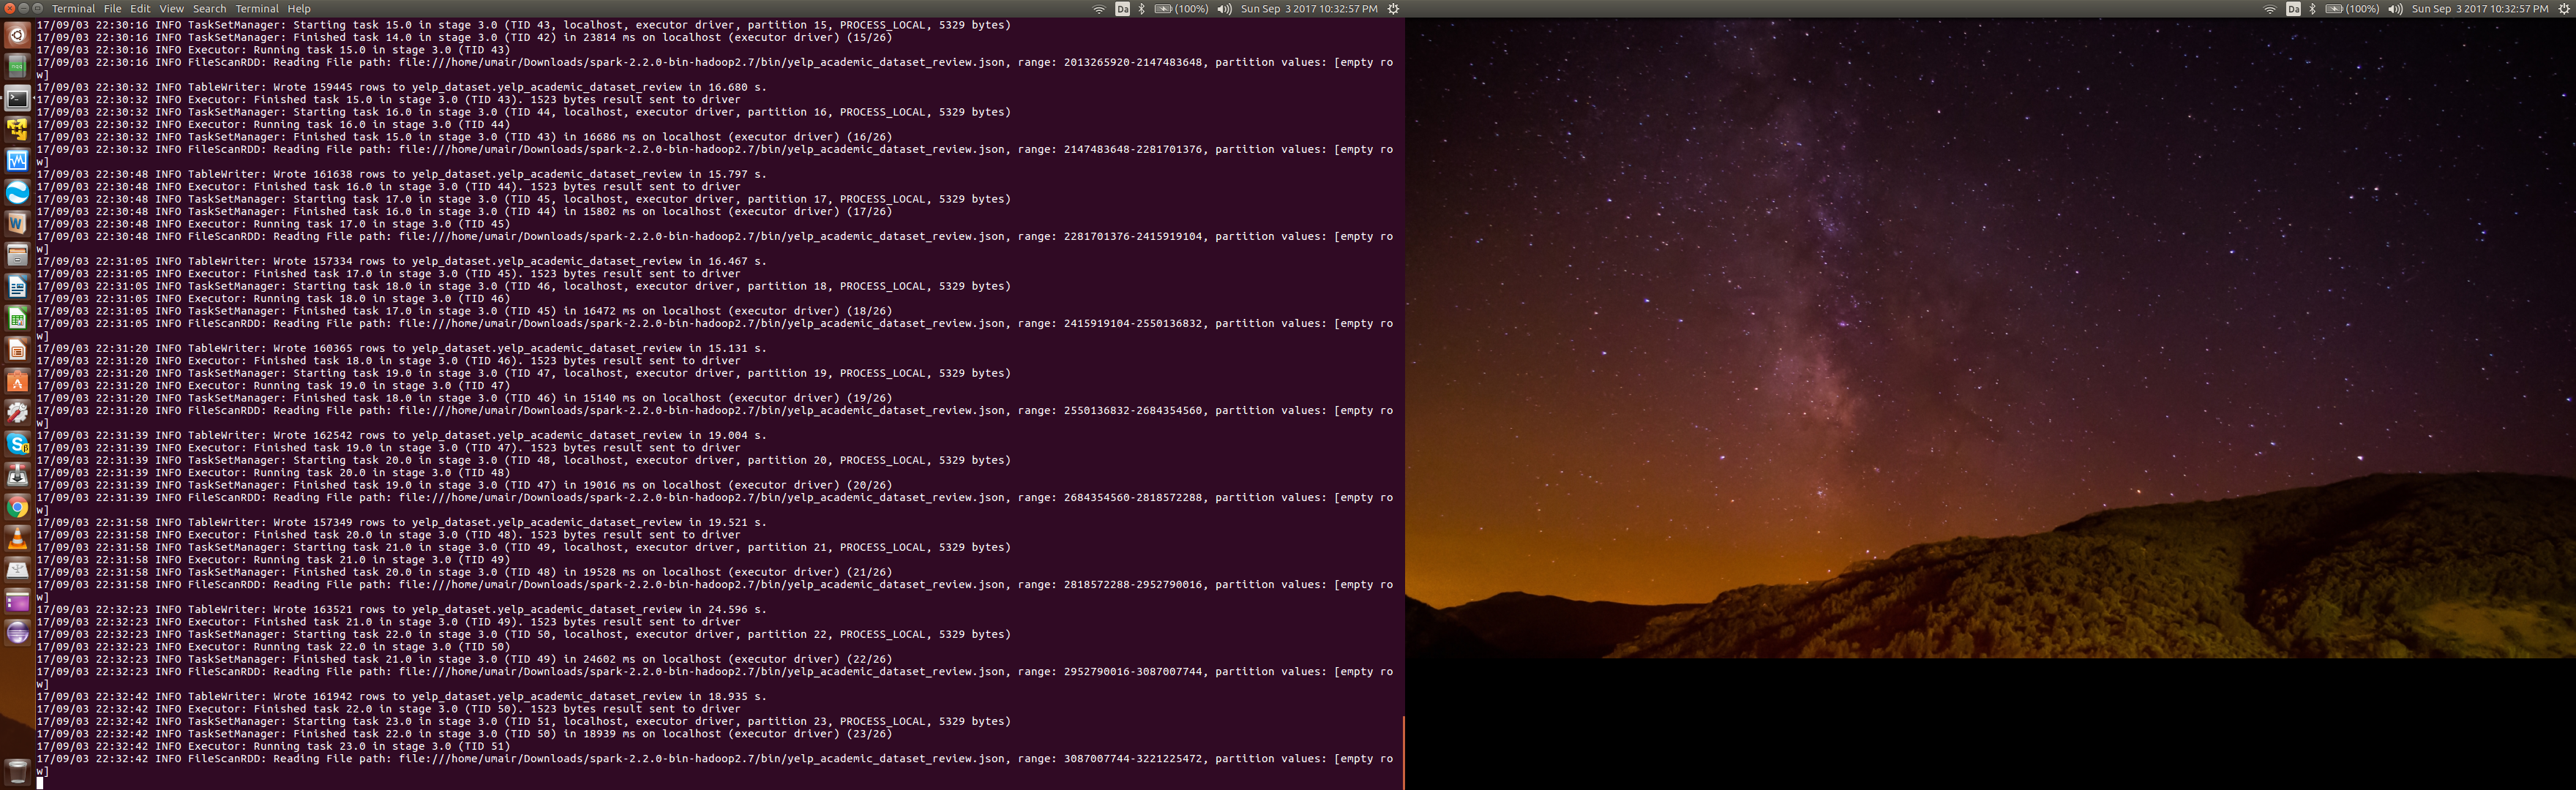 Terminal File Edit View Search Terminal Help Da (100%) Sun Sep 3 2017 10:32:57 PM Da (100%) Sun Sep 3 2017 10:32:57 PM
17/09/03 22:30:16 INFO TaskSetManager: Starting task 15.0 in stage 3.0 (TID 43, localhost, executor driver, partition 15, PROCESS_LOCAL, 5329 bytes)
17/09/03 22:30:16 INFO TaskSetManager: Finished task 14.0 in stage 3.0 (TID 42) in 23814 ms on localhost (executor driver) (15/26)
17/09/03 22:30:16 INFO Executor: Running task 15.0 in stage 3.0 (TID 43)
17/09/03 22:30:16 INFO FileScanRDD: Reading File path: file:///home/umair/Downloads/spark-2.2.0-bin-hadoop2.7/bin/yelp_academic_dataset_review.json, range: 2013265920-2147483648, partition values: [empty ro
w]
17/09/03 22:30:32 INFO TableWriter: Wrote 159445 rows to yelp_dataset.yelp_academic_dataset_review in 16.680 s.
17/09/03 22:30:32 INFO Executor: Finished task 15.0 in stage 3.0 (TID 43). 1523 bytes result sent to driver
17/09/03 22:30:32 INFO TaskSetManager: Starting task 16.0 in stage 3.0 (TID 44, localhost, executor driver, partition 16, PROCESS_LOCAL, 5329 bytes)
17/09/03 22:30:32 INFO Executor: Running task 16.0 in stage 3.0 (TID 44)
17/09/03 22:30:32 INFO TaskSetManager: Finished task 15.0 in stage 3.0 (TID 43) in 16686 ms on localhost (executor driver) (16/26)
17/09/03 22:30:32 INFO FileScanRDD: Reading File path: file:///home/umair/Downloads/spark-2.2.0-bin-hadoop2.7/bin/yelp_academic_dataset_review.json, range: 2147483648-2281701376, partition values: [empty ro
w]
17/09/03 22:30:48 INFO TableWriter: Wrote 161638 rows to yelp_dataset.yelp_academic_dataset_review in 15.797 s.
17/09/03 22:30:48 INFO Executor: Finished task 16.0 in stage 3.0 (TID 44). 1523 bytes result sent to driver
17/09/03 22:30:48 INFO TaskSetManager: Starting task 17.0 in stage 3.0 (TID 45, localhost, executor driver, partition 17, PROCESS_LOCAL, 5329 bytes)
17/09/03 22:30:48 INFO TaskSetManager: Finished task 16.0 in stage 3.0 (TID 44) in 15802 ms on localhost (executor driver) (17/26)
17/09/03 22:30:48 INFO Executor: Running task 17.0 in stage 3.0 (TID 45)
17/09/03 22:30:48 INFO FileScanRDD: Reading File path: file:///home/umair/Downloads/spark-2.2.0-bin-hadoop2.7/bin/yelp_academic_dataset_review.json, range: 2281701376-2415919104, partition values: [empty ro
w]
17/09/03 22:31:05 INFO TableWriter: Wrote 157334 rows to yelp_dataset.yelp_academic_dataset_review in 16.467 s.
17/09/03 22:31:05 INFO Executor: Finished task 17.0 in stage 3.0 (TID 45). 1523 bytes result sent to driver
17/09/03 22:31:05 INFO TaskSetManager: Starting task 18.0 in stage 3.0 (TID 46, localhost, executor driver, partition 18, PROCESS_LOCAL, 5329 bytes)
17/09/03 22:31:05 INFO Executor: Running task 18.0 in stage 3.0 (TID 46)
17/09/03 22:31:05 INFO TaskSetManager: Finished task 17.0 in stage 3.0 (TID 45) in 16472 ms on localhost (executor driver) (18/26)
17/09/03 22:31:05 INFO FileScanRDD: Reading File path: file:///home/umair/Downloads/spark-2.2.0-bin-hadoop2.7/bin/yelp_academic_dataset_review.json, range: 2415919104-2550136832, partition values: [empty ro
w]
17/09/03 22:31:20 INFO TableWriter: Wrote 160365 rows to yelp_dataset.yelp_academic_dataset_review in 15.131 s.
17/09/03 22:31:20 INFO Executor: Finished task 18.0 in stage 3.0 (TID 46). 1523 bytes result sent to driver
17/09/03 22:31:20 INFO TaskSetManager: Starting task 19.0 in stage 3.0 (TID 47, localhost, executor driver, partition 19, PROCESS_LOCAL, 5329 bytes)
17/09/03 22:31:20 INFO Executor: Running task 19.0 in stage 3.0 (TID 47)
17/09/03 22:31:20 INFO TaskSetManager: Finished task 18.0 in stage 3.0 (TID 46) in 15140 ms on localhost (executor driver) (19/26)
17/09/03 22:31:20 INFO FileScanRDD: Reading File path: file:///home/umair/Downloads/spark-2.2.0-bin-hadoop2.7/bin/yelp_academic_dataset_review.json, range: 2550136832-2684354560, partition values: [empty ro
w]
17/09/03 22:31:39 INFO TableWriter: Wrote 162542 rows to yelp_dataset.yelp_academic_dataset_review in 19.004 s.
17/09/03 22:31:39 INFO Executor: Finished task 19.0 in stage 3.0 (TID 47). 1523 bytes result sent to driver
17/09/03 22:31:39 INFO TaskSetManager: Starting task 20.0 in stage 3.0 (TID 48, localhost, executor driver, partition 20, PROCESS_LOCAL, 5329 bytes)
17/09/03 22:31:39 INFO Executor: Running task 20.0 in stage 3.0 (TID 48)
17/09/03 22:31:39 INFO TaskSetManager: Finished task 19.0 in stage 3.0 (TID 47) in 19016 ms on localhost (executor driver) (20/26)
17/09/03 22:31:39 INFO FileScanRDD: Reading File path: file:///home/umair/Downloads/spark-2.2.0-bin-hadoop2.7/bin/yelp_academic_dataset_review.json, range: 2684354560-2818572288, partition values: [empty ro
w]
17/09/03 22:31:58 INFO TableWriter: Wrote 157349 rows to yelp_dataset.yelp_academic_dataset_review in 19.521 s.
17/09/03 22:31:58 INFO Executor: Finished task 20.0 in stage 3.0 (TID 48). 1523 bytes result sent to driver
17/09/03 22:31:58 INFO TaskSetManager: Starting task 21.0 in stage 3.0 (TID 49, localhost, executor driver, partition 21, PROCESS_LOCAL, 5329 bytes)
17/09/03 22:31:58 INFO Executor: Running task 21.0 in stage 3.0 (TID 49)
17/09/03 22:31:58 INFO TaskSetManager: Finished task 20.0 in stage 3.0 (TID 48) in 19528 ms on localhost (executor driver) (21/26)
17/09/03 22:31:58 INFO FileScanRDD: Reading File path: file:///home/umair/Downloads/spark-2.2.0-bin-hadoop2.7/bin/yelp_academic_dataset_review.json, range: 2818572288-2952790016, partition values: [empty ro
w]
17/09/03 22:32:23 INFO TableWriter: Wrote 163521 rows to yelp_dataset.yelp_academic_dataset_review in 24.596 s.
17/09/03 22:32:23 INFO Executor: Finished task 21.0 in stage 3.0 (TID 49). 1523 bytes result sent to driver
17/09/03 22:32:23 INFO TaskSetManager: Starting task 22.0 in stage 3.0 (TID 50, localhost, executor driver, partition 22, PROCESS_LOCAL, 5329 bytes)
17/09/03 22:32:23 INFO Executor: Running task 22.0 in stage 3.0 (TID 50)
17/09/03 22:32:23 INFO TaskSetManager: Finished task 21.0 in stage 3.0 (TID 49) in 24602 ms on localhost (executor driver) (22/26)
17/09/03 22:32:23 INFO FileScanRDD: Reading File path: file:///home/umair/Downloads/spark-2.2.0-bin-hadoop2.7/bin/yelp_academic_dataset_review.json, range: 2952790016-3087007744, partition values: [empty ro
w]
17/09/03 22:32:42 INFO TableWriter: Wrote 161942 rows to yelp_dataset.yelp_academic_dataset_review in 18.935 s.
17/09/03 22:32:42 INFO Executor: Finished task 22.0 in stage 3.0 (TID 50). 1523 bytes result sent to driver
17/09/03 22:32:42 INFO TaskSetManager: Starting task 23.0 in stage 3.0 (TID 51, localhost, executor driver, partition 23, PROCESS_LOCAL, 5329 bytes)
17/09/03 22:32:42 INFO TaskSetManager: Finished task 22.0 in stage 3.0 (TID 50) in 18939 ms on localhost (executor driver) (23/26)
17/09/03 22:32:42 INFO Executor: Running task 23.0 in stage 3.0 (TID 51)
17/09/03 22:32:42 INFO FileScanRDD: Reading File path: file:///home/umair/Downloads/spark-2.2.0-bin-hadoop2.7/bin/yelp_academic_dataset_review.json, range: 3087007744-3221225472, partition values: [empty ro
w]